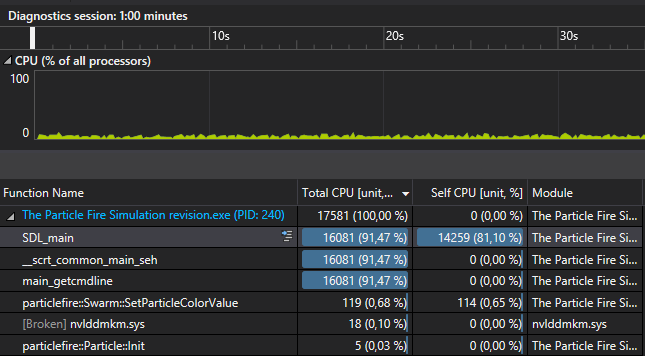 Diagnostics session: 1:00 minutes
10s 20s 30s
CPU (% of all processors)
100
0
Function Name Total CPU [unit,... Self CPU [unit, %] Module
The Particle Fire Simulation revision.exe (PID: 240) 17581 (100,00 %) 0 (0,00 %) The Particle Fire Si...
SDL_main 16081 (91,47 %) 14259 (81,10 %) The Particle Fire Si...
__scrt_common_main_seh 16081 (91,47 %) 0 (0,00 %) The Particle Fire Si...
main_getcmdline 16081 (91,47 %) 0 (0,00 %) The Particle Fire Si...
particlefire::Swarm::SetParticleColorValue 119 (0,68 %) 114 (0,65 %) The Particle Fire Si...
[Broken] nvlddmkm.sys 18 (0,10 %) 0 (0,00 %) nvlddmkm.sys
particlefire::Particle::Init 5 (0,03 %) 0 (0,00 %) The Particle Fire Si...